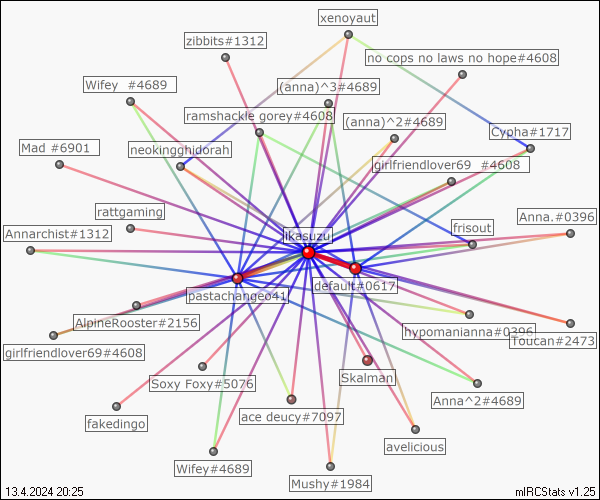 xenoyaut
zibbits#1312
no cops no laws no hope#4608
Wifey #4689
(anna)^3#4689
ramshackle gorey#4608
(anna)^2#4689
Cypha#1717
Mad #6901
neokingghidorah
girlfriendlover69 #4608
rattgaming
Anna.#0396
Annarchist#1312
ikasuzu
frisout
default#0617
pastachangeo41
AlpineRooster#2156
hypomanianna#0396
Toucan#2473
girlfriendlover69#4608
Skalman
Soxy Foxy#5076
Anna^2#4689
ace deucy#7097
fakedingo
avelicious
Wifey#4689
Mushy#1984
13.4.2024 20:25
mIRCStats v1.25